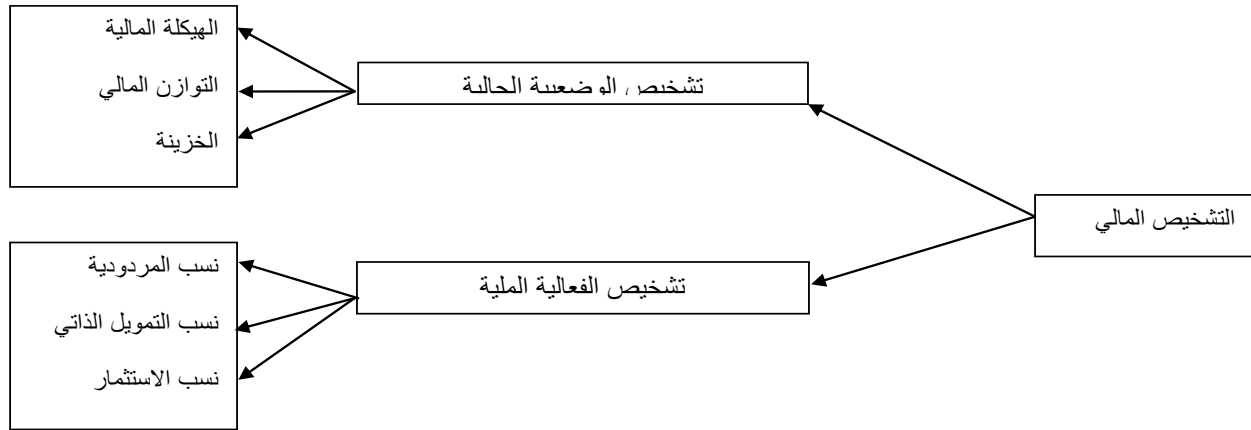 التشخيص المالي
تشخيص الوضعية الحالية
الهيكلة المالية
التوازن المالي
الخزينة
تشخيص الفعالية الملية
نسب المردودية
نسب التمويل الذاتي
نسب الاستثمار